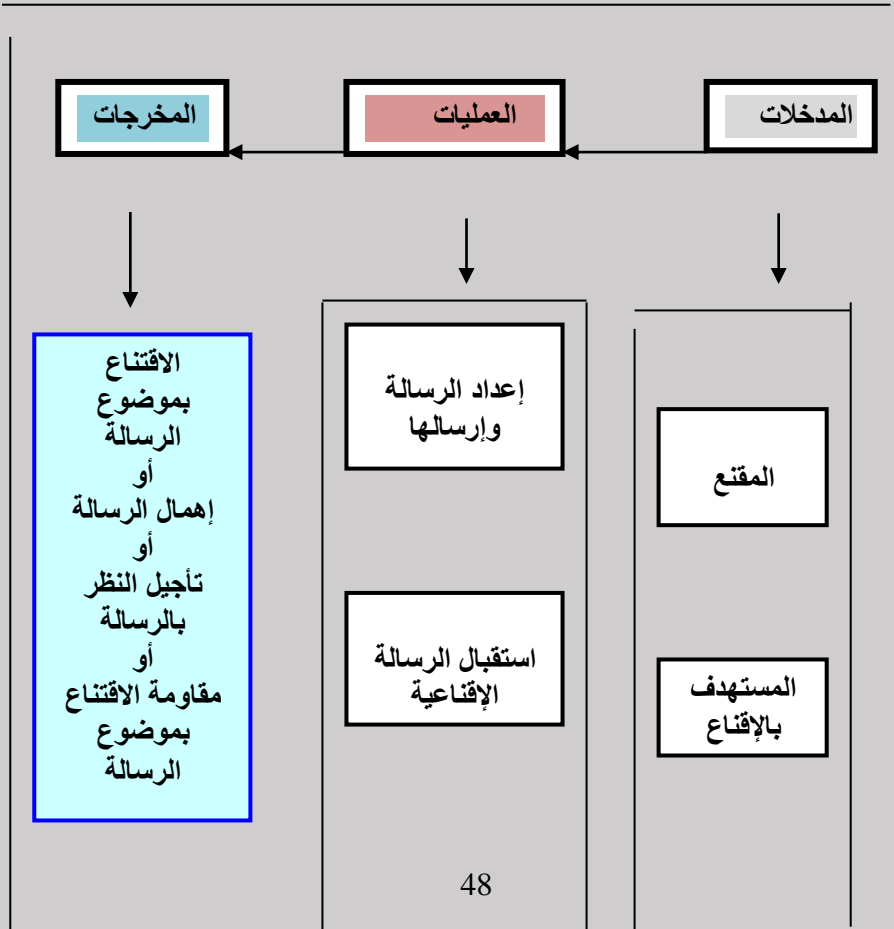 المدخلات
العمليات
المخرجات
المقنع
المستهدف
بالإقناع
إعداد الرسالة
وإرسالها
استقبال الرسالة
الإقناعية
الاقتناع
بموضوع
الرسالة
أو
إهمال الرسالة
أو
تأجيل النظر
بالرسالة
أو
مقاومة الاقتناع
بموضوع
الرسالة
48